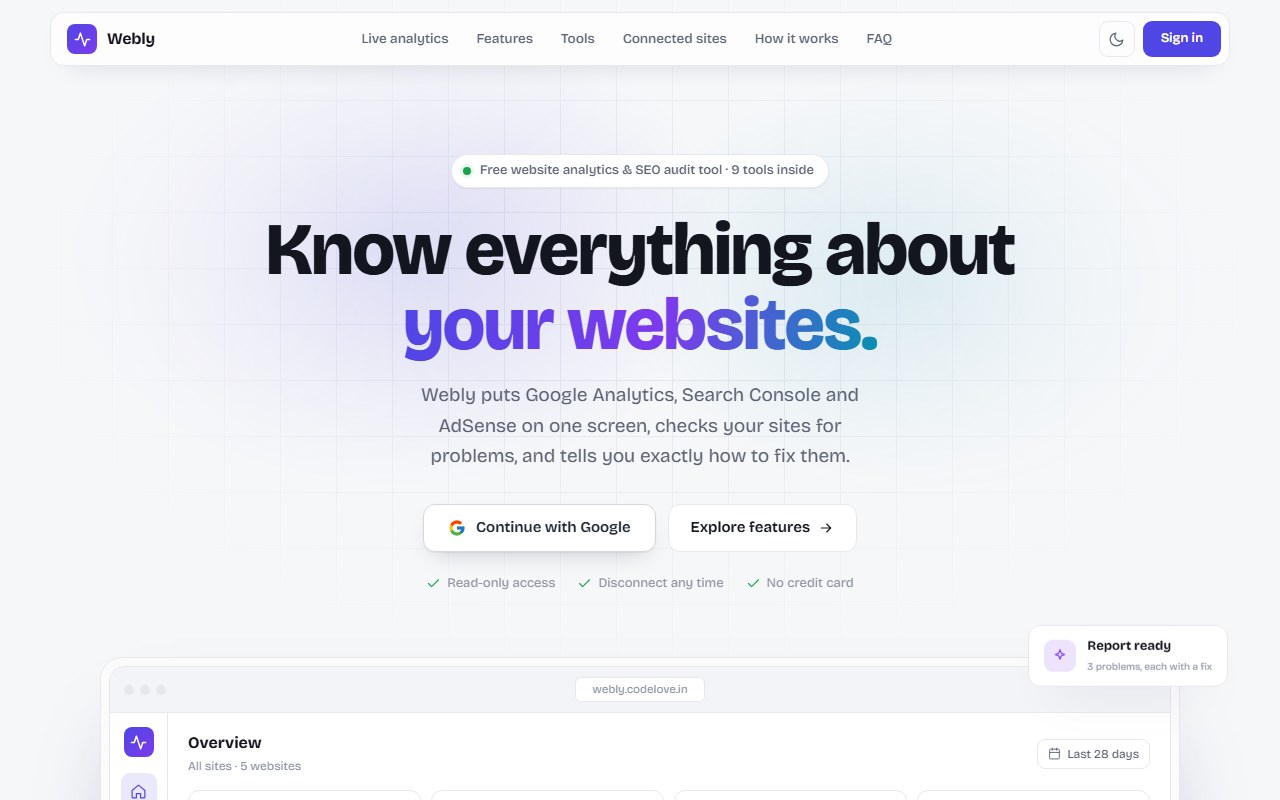 Webly
Live analytics
Features
Tools
Connected sites
How it works
FAQ
Sign in
Free website analytics & SEO audit tool · 9 tools inside
Know everything about
your websites.
Webly puts Google Analytics, Search Console and
AdSense on one screen, checks your sites for
problems, and tells you exactly how to fix them.
Continue with Google
Explore features →
Read-only access
Disconnect any time
No credit card
Report ready
3 problems, each with a fix
webly.codelove.in
Overview
All sites · 5 websites
Last 28 days